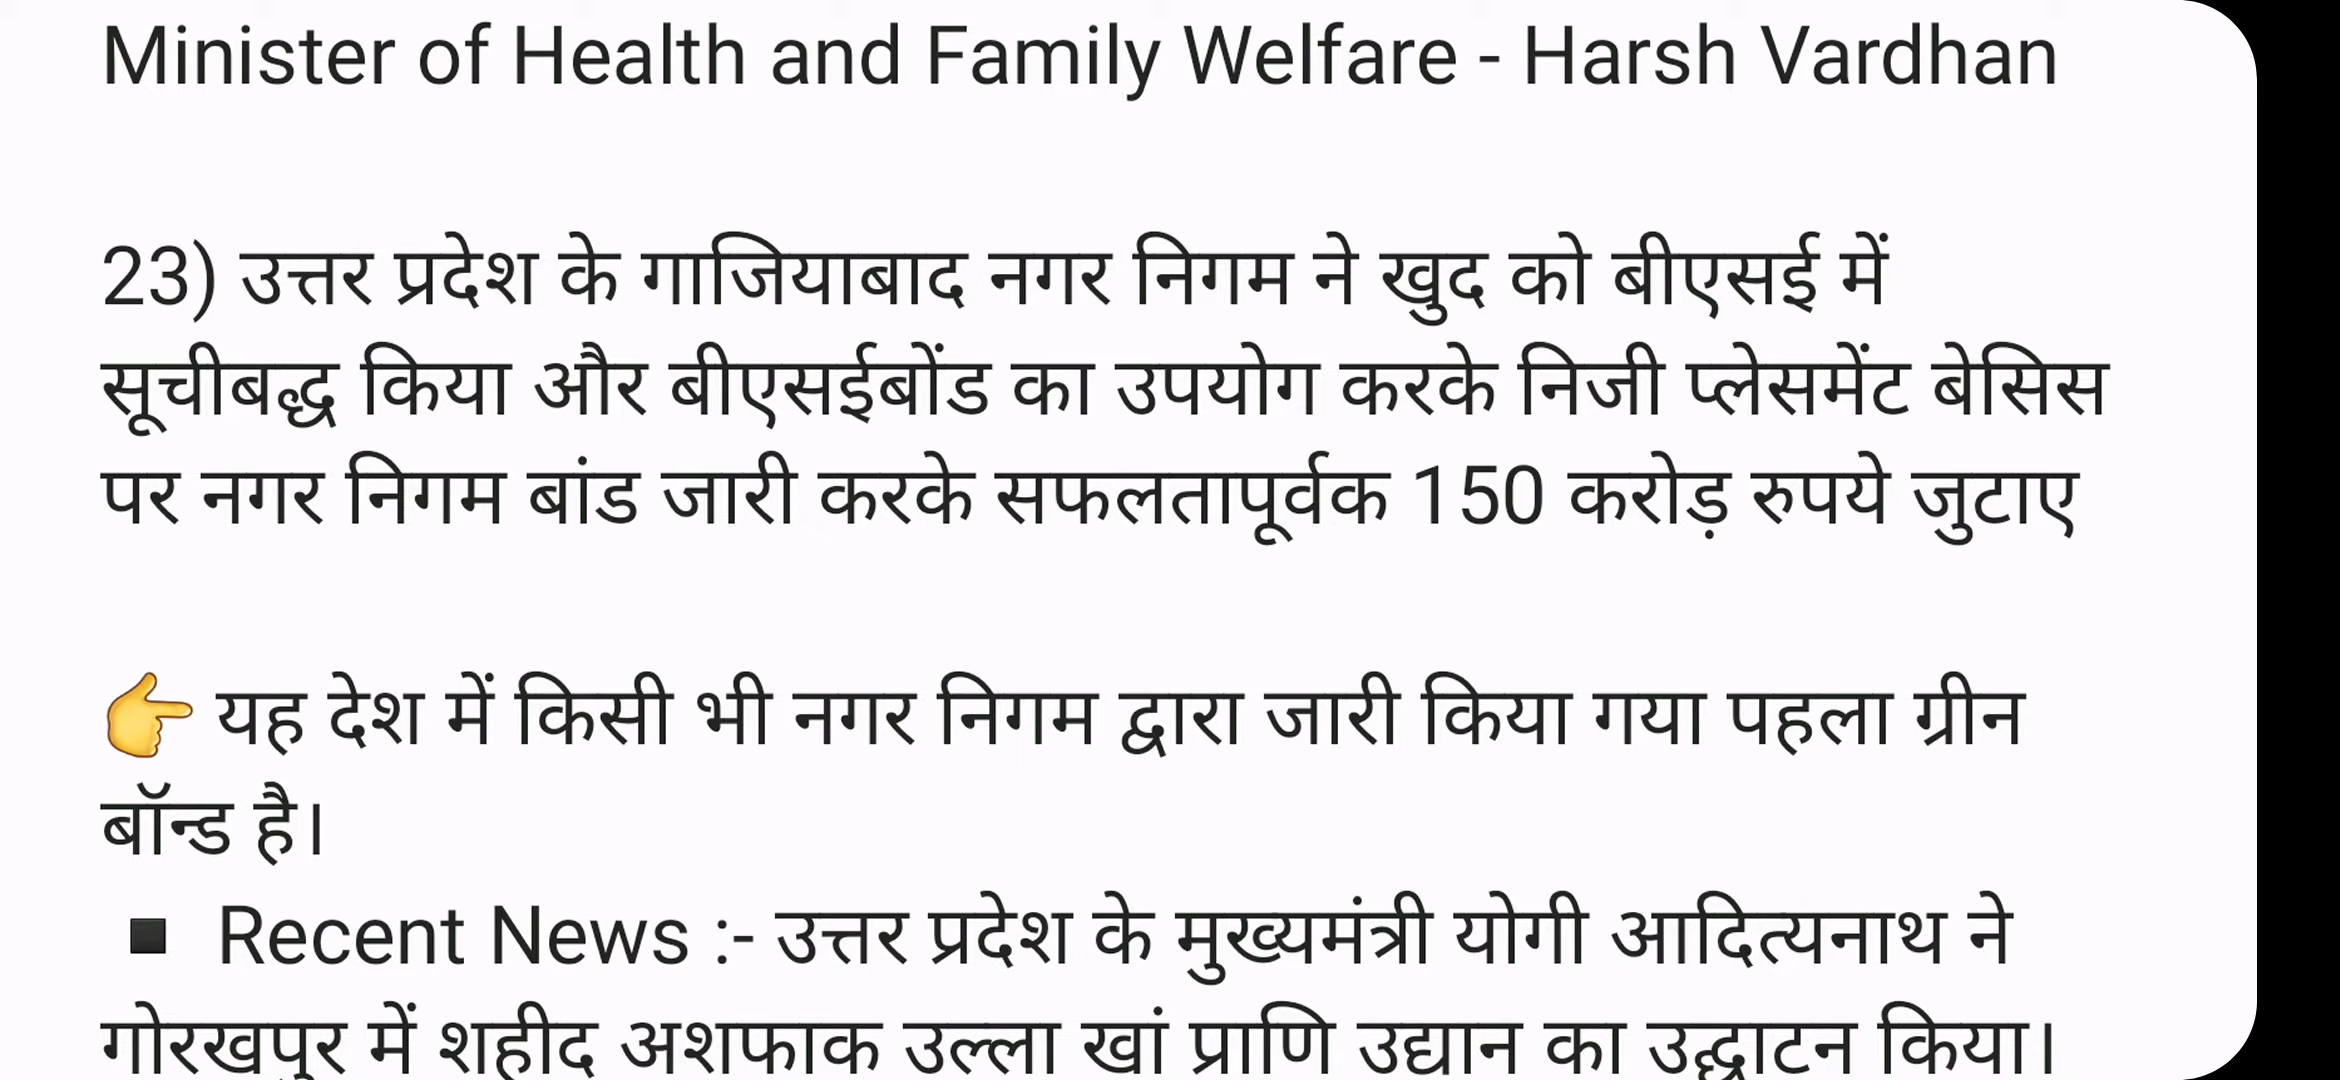 Minister of Health and Family Welfare - Harsh Vardhan
23) उत्तर प्रदेश के गाजियाबाद नगर निगम ने खुद को बीएसई में
सूचीबद्ध किया और बीएसईबोंड का उपयोग करके निजी प्लेसमेंट बेसिस
पर नगर निगम बांड जारी करके सफलतापूर्वक 150 करोड़ रुपये जुटाए
👉 यह देश में किसी भी नगर निगम द्वारा जारी किया गया पहला ग्रीन
बॉन्ड है।
▪ Recent News :- उत्तर प्रदेश के मुख्यमंत्री योगी आदित्यनाथ ने
गोरखपुर में शहीद अशफाक उल्ला खां प्राणि उद्यान का उद्घाटन किया।